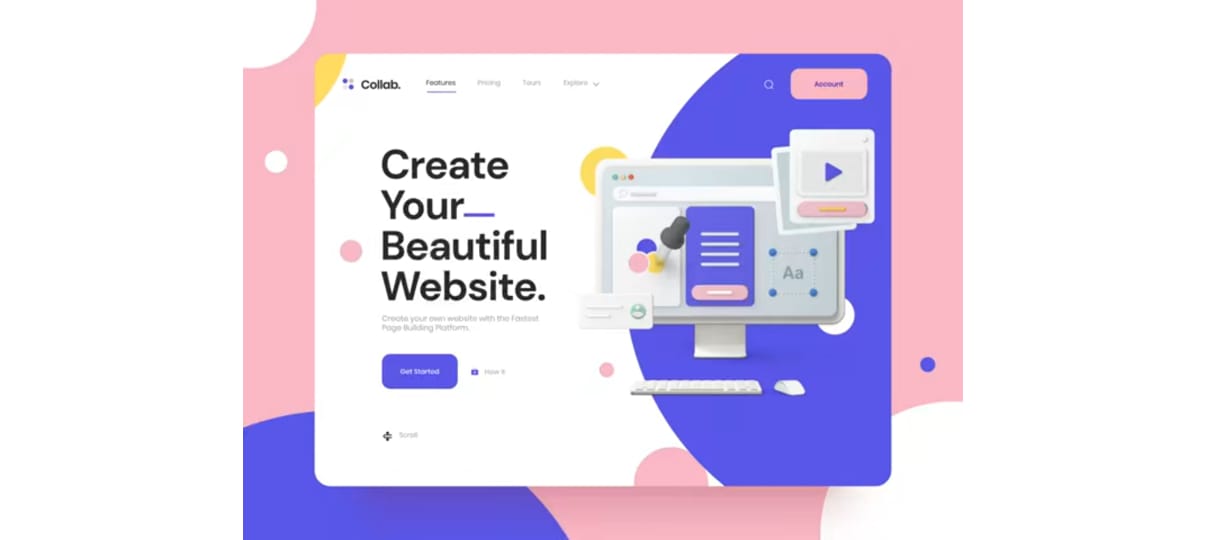 Collab.
Features Pricing Tours Explore
Account
Create
Your
Beautiful
Website.
Create your own website with the Fastest
Page Building Platform.
Get Started
How it
Scroll
Aa